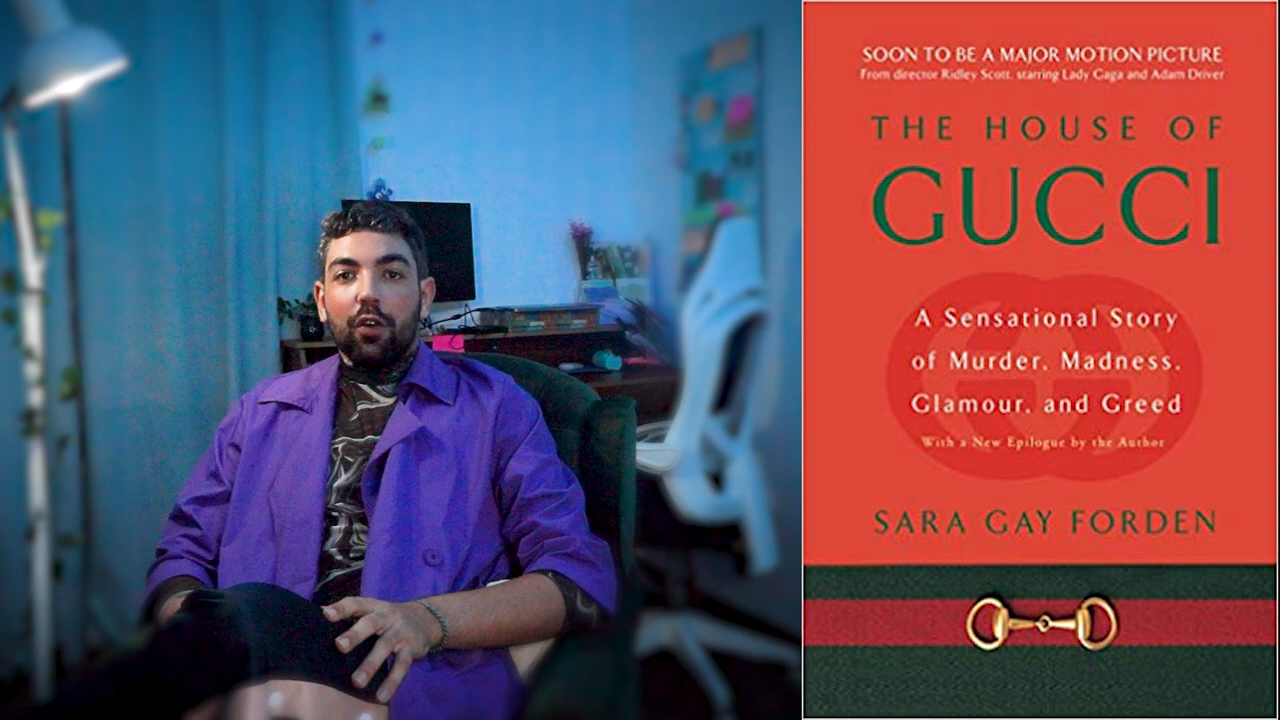 SOON TO BE A MAJOR MOTION PICTURE
From director Ridley Scott, starring Lady Gaga and Adam Driver
THE HOUSE OF
GUCCI
A Sensational Story
of Murder, Madness,
Glamour, and Greed
With a New Epilogue by the Author
SARA GAY FORDEN